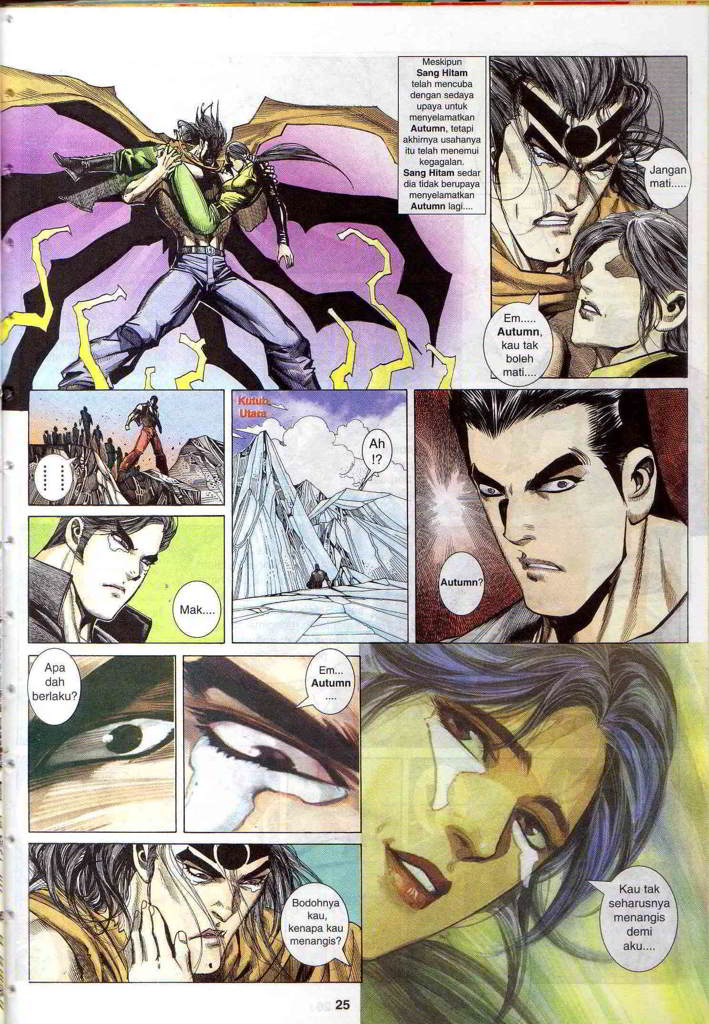 Meskipun
Sang Hitam
telah mencuba
dengan sedaya
upaya untuk
menyelamatkan
Autumn, tetapi
akhirnya usahanya
itu telah menemui
kegagalan.
Sang Hitam sedar
dia tidak berupaya
menyelamatkan
Autumn lagi....
Jangan
mati.....
Em.....
Autumn,
kau tak
boleh
mati....
Mak....
Kutub
Utara
Ah
!?
Autumn?
Apa
dah
berlaku?
Em...
Autumn
....
Kau tak
seharusnya
menangis
demi
aku....
Bodohnya
kau,
kenapa kau
menangis?
25